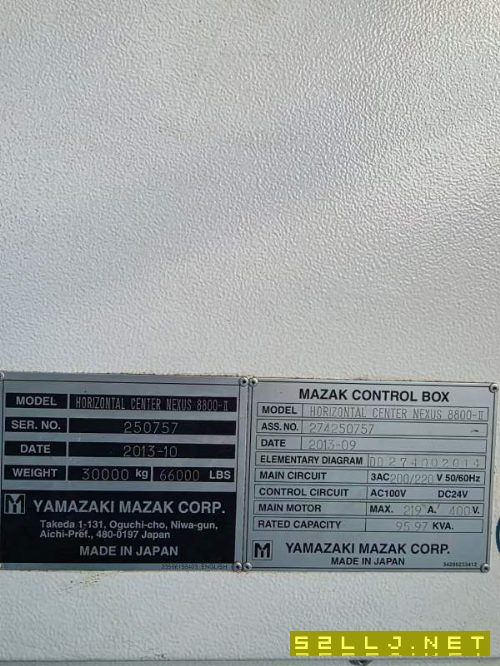 MODEL HORIZONTAL CENTER NEXUS 8800-II
SER. NO. 250757
DATE 2013-10
WEIGHT 30000 kg 66000 LBS
YAMAZAKI MAZAK CORP.
Takeda 1-131, Oguchi-cho, Niwa-gun,
Aichi-Pref., 480-0197 Japan
MADE IN JAPAN
MAZAK CONTROL BOX
MODEL HORIZONTAL CENTER NEXUS 8800-II
ASS. NO. 274250757
DATE 2013-09
ELEMENTARY DIAGRAM
MAIN CIRCUIT 3AC 200/220 V 50/60Hz
CONTROL CIRCUIT AC100V DC24V
MAIN MOTOR MAX. 219 A/ 400 V
RATED CAPACITY 95.97 KVA.
YAMAZAKI MAZAK CORP.
MADE IN JAPAN
S2LLJ.NET